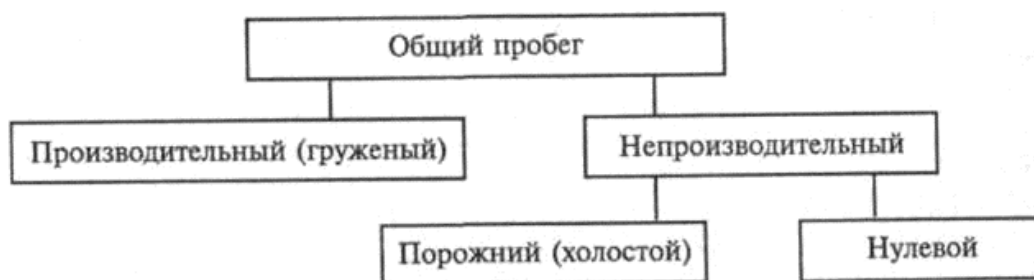 Общий пробег
Производительный (груженый)
Непроизводительный
Порожний (холостой)
Нулевой